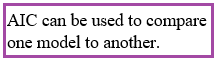 AIC can be used to compare
one model to another.